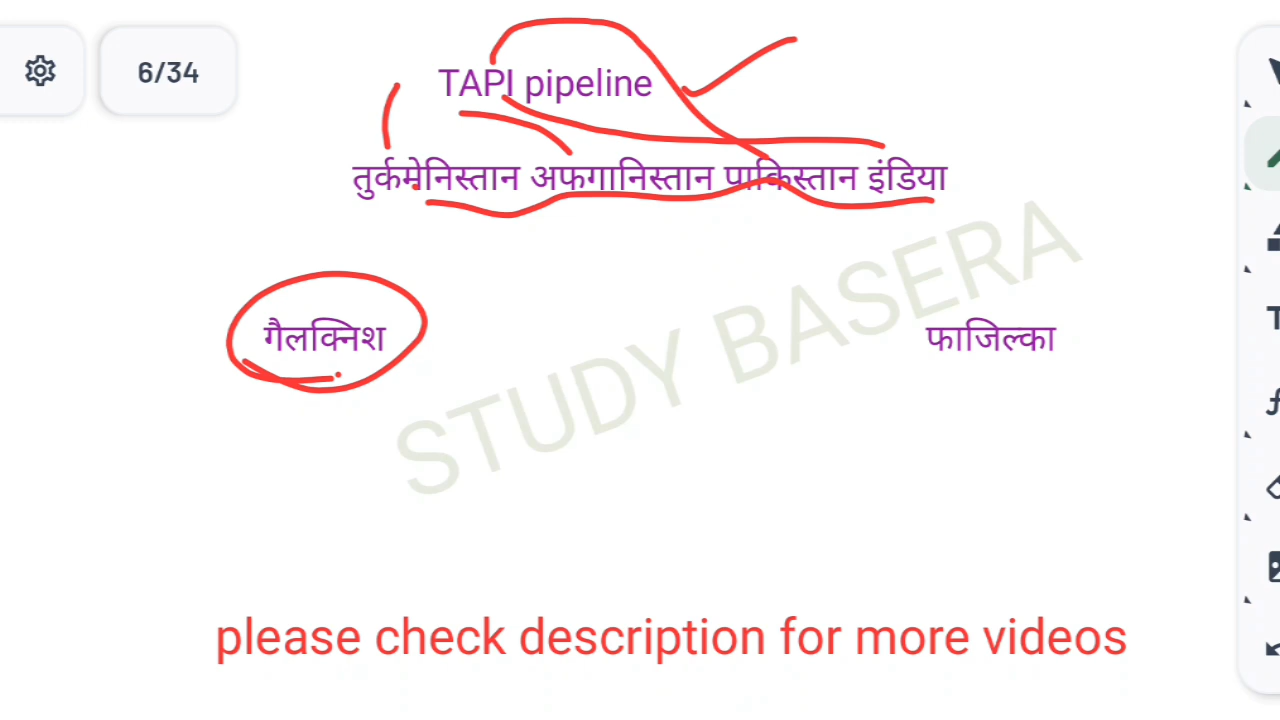 6/34
TAPI pipeline
तुर्कमेनिस्तान अफगानिस्तान पाकिस्तान इंडिया
गैलक्निश
फाजिल्का
STUDY BASERA
please check description for more videos